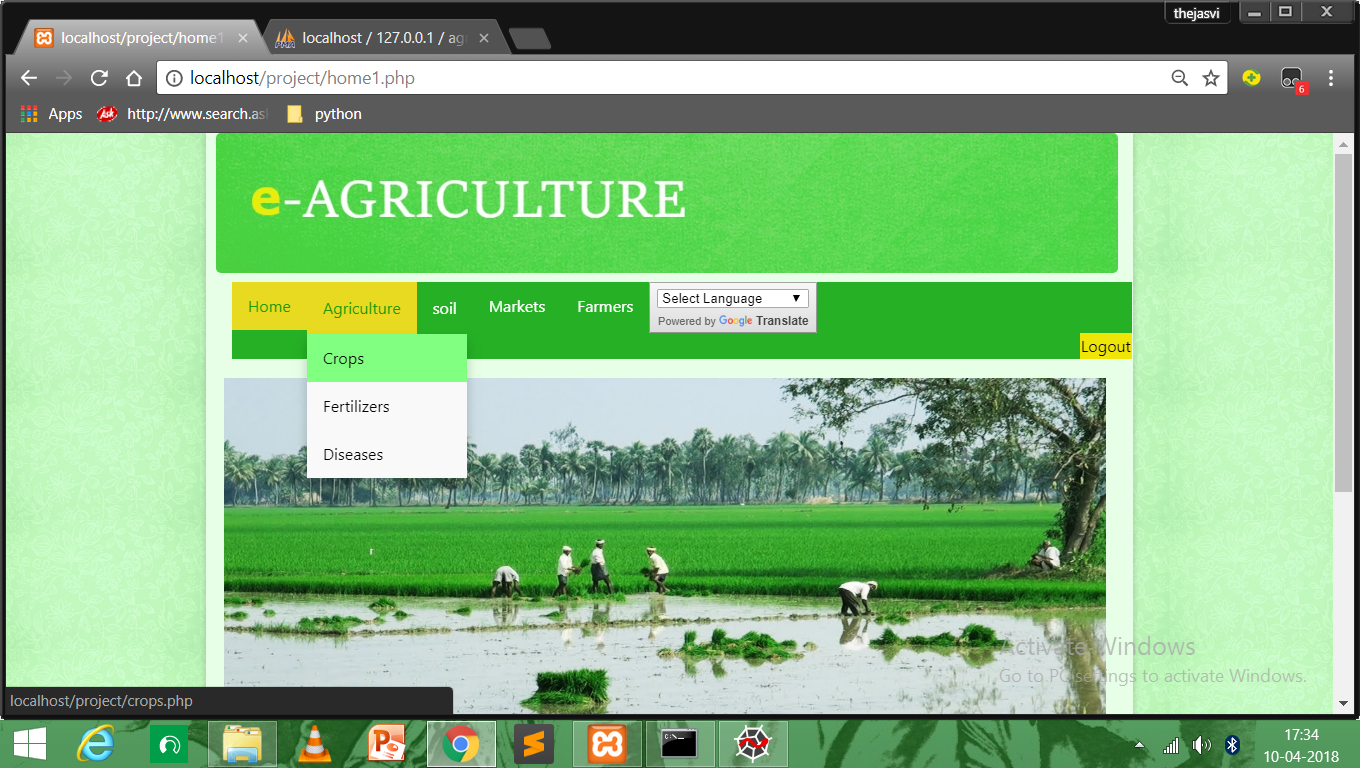 thejasvi
localhost/project/home1
localhost / 127.0.0.1 / ag
localhost/project/home1.php
6
Apps
Ask
http://www.search.as
python
e-AGRICULTURE
Home
Agriculture
soil
Markets
Farmers
Select Language
Powered by Google Translate
Logout
Crops
Fertilizers
Diseases
Activate Windows
Go to PC settings to activate Windows.
localhost/project/crops.php
17:34
10-04-2018